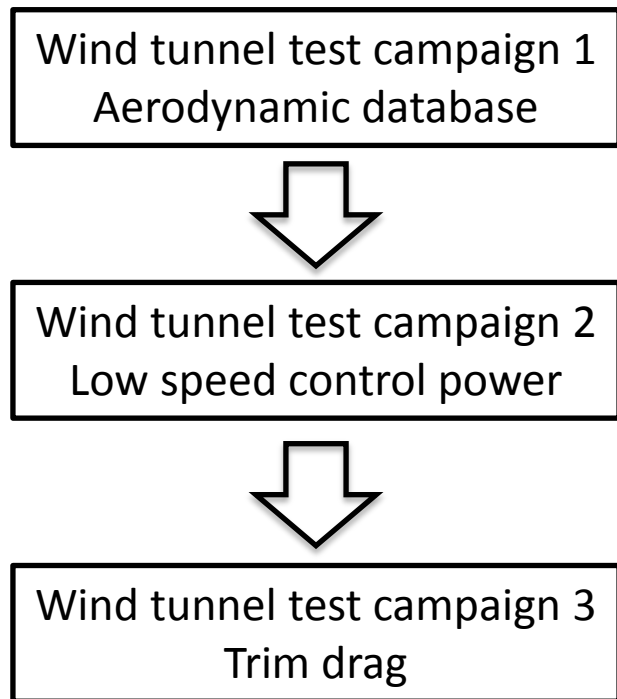 Wind tunnel test campaign 1
Aerodynamic database
Wind tunnel test campaign 2
Low speed control power
Wind tunnel test campaign 3
Trim drag